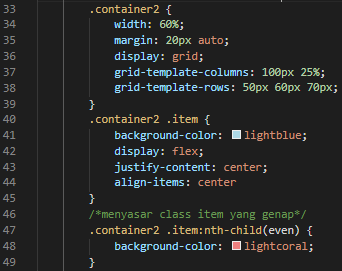 33 .container2 {
34 width: 60%;
35 margin: 20px auto;
36 display: grid;
37 grid-template-columns: 100px 25%;
38 grid-template-rows: 50px 60px 70px;
39 }
40 .container2 .item {
41 background-color: lightblue;
42 display: flex;
43 justify-content: center;
44 align-items: center
45 }
46 /*menyasar class item yang genap*/
47 .container2 .item:nth-child(even) {
48 background-color: lightcoral;
49 }